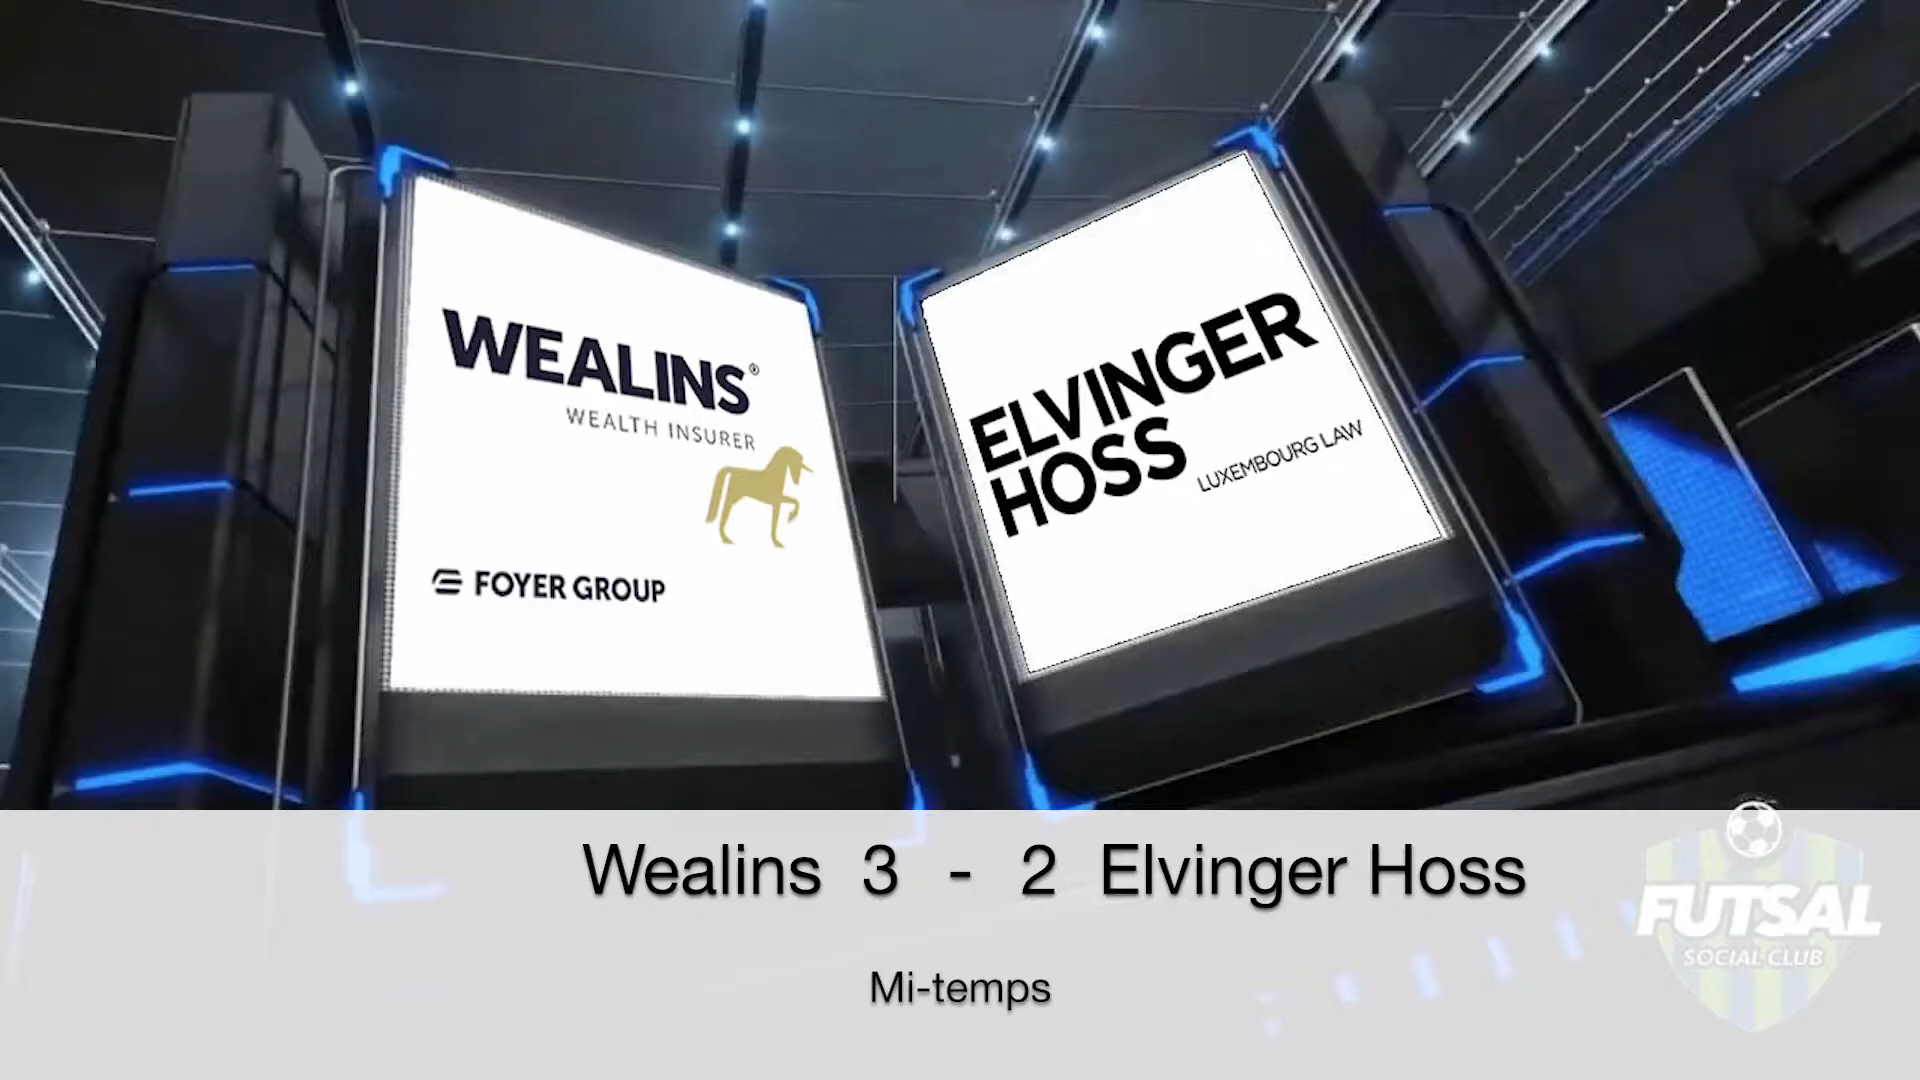 WEALINS®
WEALTH INSURER
FOYER GROUP
ELVINGER
HOSS
LUXEMBOURG LAW
Wealins 3 - 2 Elvinger Hoss
Mi-temps
FUTSAL
SOCIAL CLUB